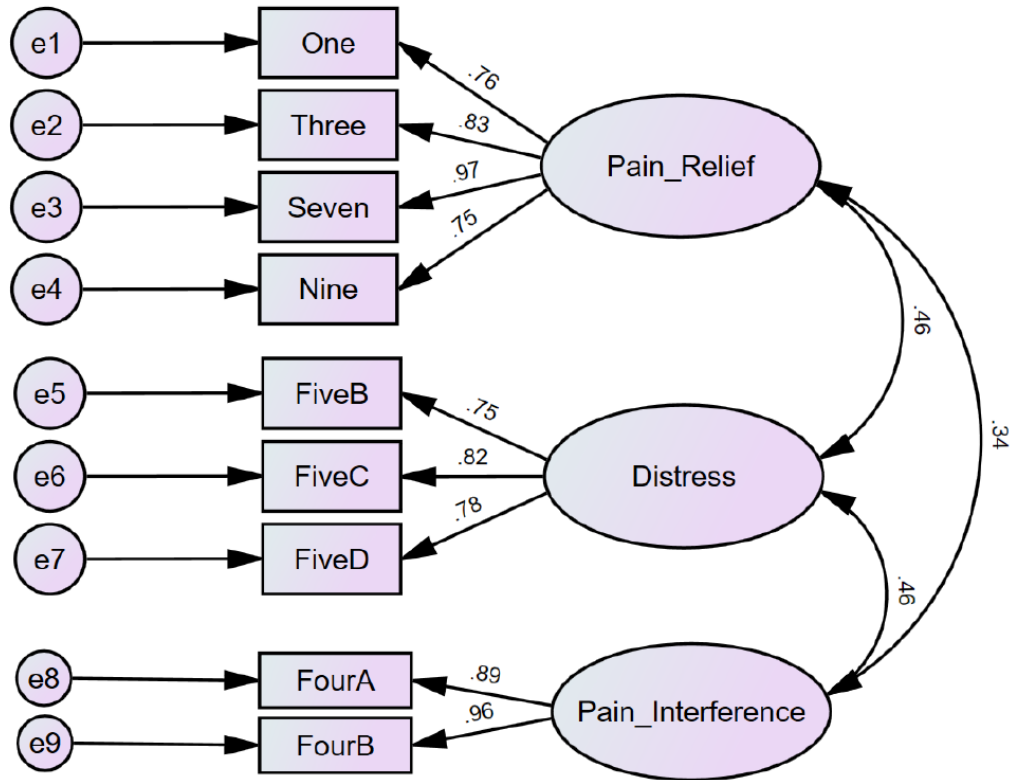 e1
One
.76
e2
Three
.83
Pain_Relief
e3
Seven
.97
e4
Nine
.75
.46
.34
e5
FiveB
.75
e6
FiveC
.82
Distress
e7
FiveD
.78
.46
e8
FourA
.89
Pain_Interference
e9
FourB
.96